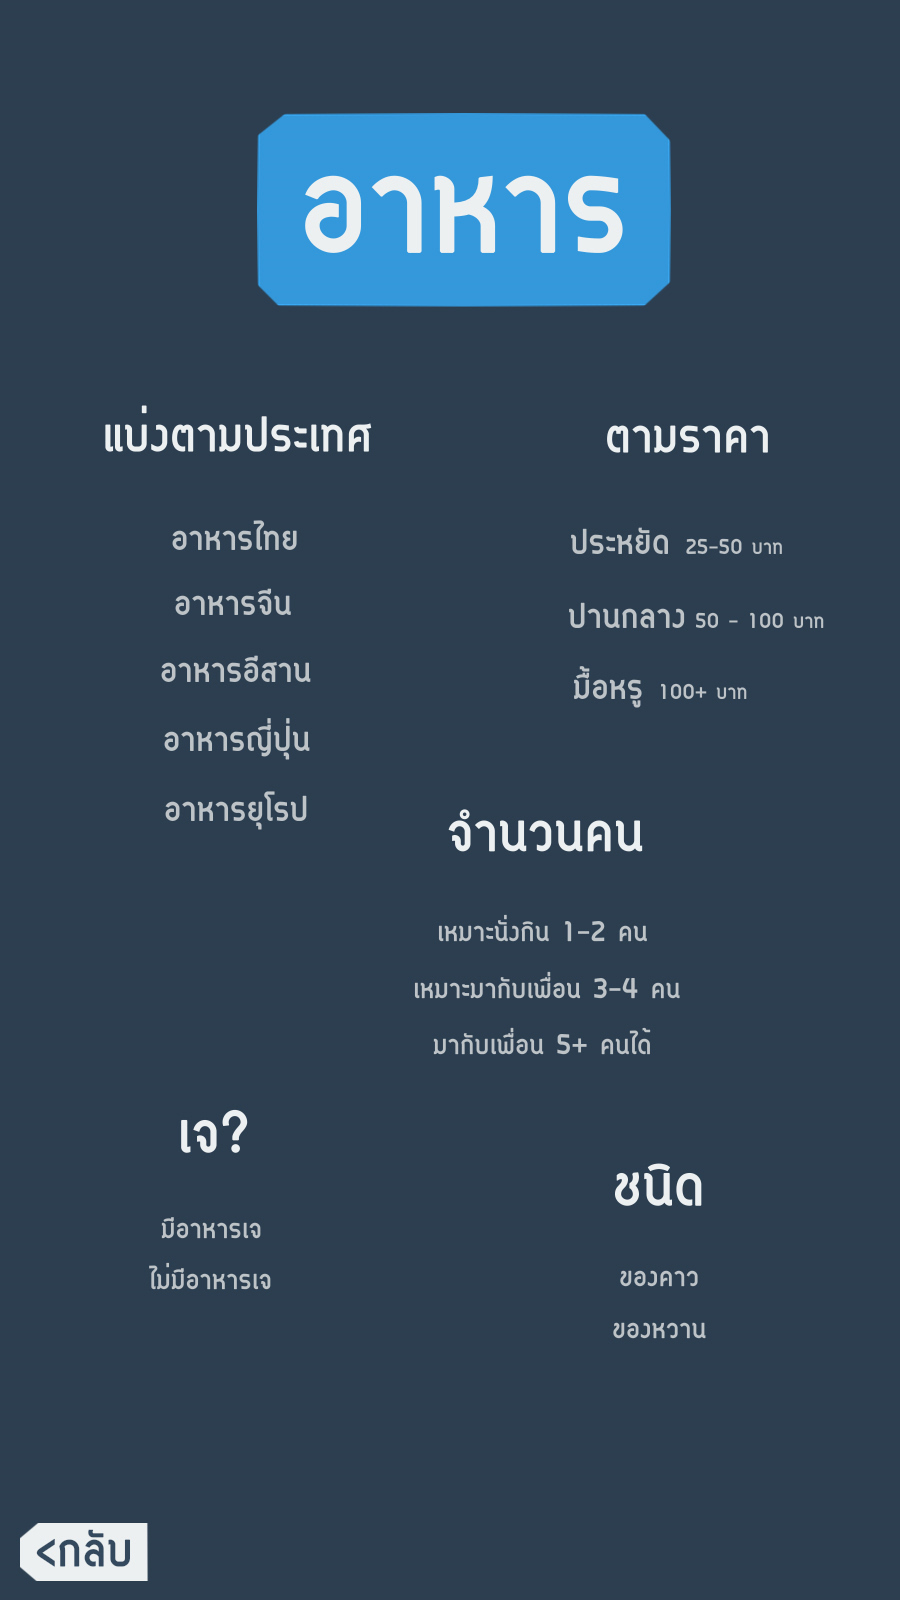 อาหาร
แบ่งตามประเทศ
อาหารไทย
อาหารจีน
อาหารอีสาน
อาหารญี่ปุ่น
อาหารยุโรป
ตามราคา
ประหยัด 25-50 บาท
ปานกลาง 50 - 100 บาท
มื้อหรู 100+ บาท
จำนวนคน
เหมาะนั่งกิน 1-2 คน
เหมาะมากับเพื่อน 3-4 คน
มากับเพื่อน 5+ คนได้
เจ?
มีอาหารเจ
ไม่มีอาหารเจ
ชนิด
ของคาว
ของหวาน
<กลับ